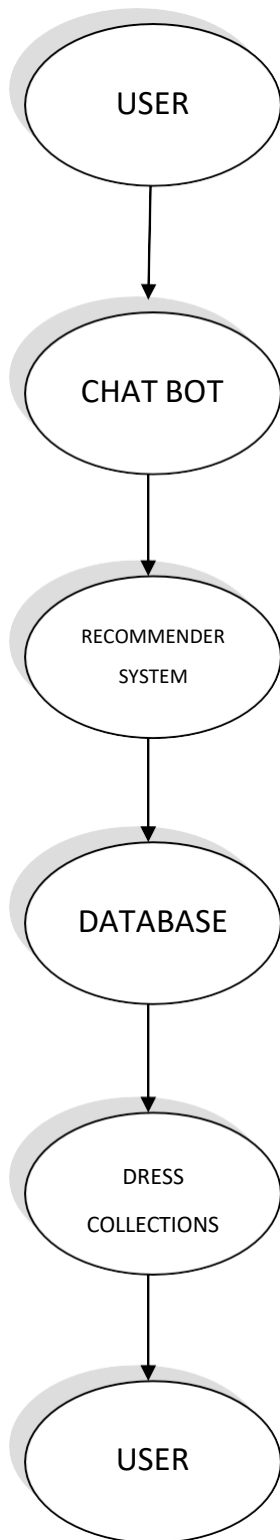 USER
CHAT BOT
RECOMMENDER
SYSTEM
DATABASE
DRESS
COLLECTIONS
USER